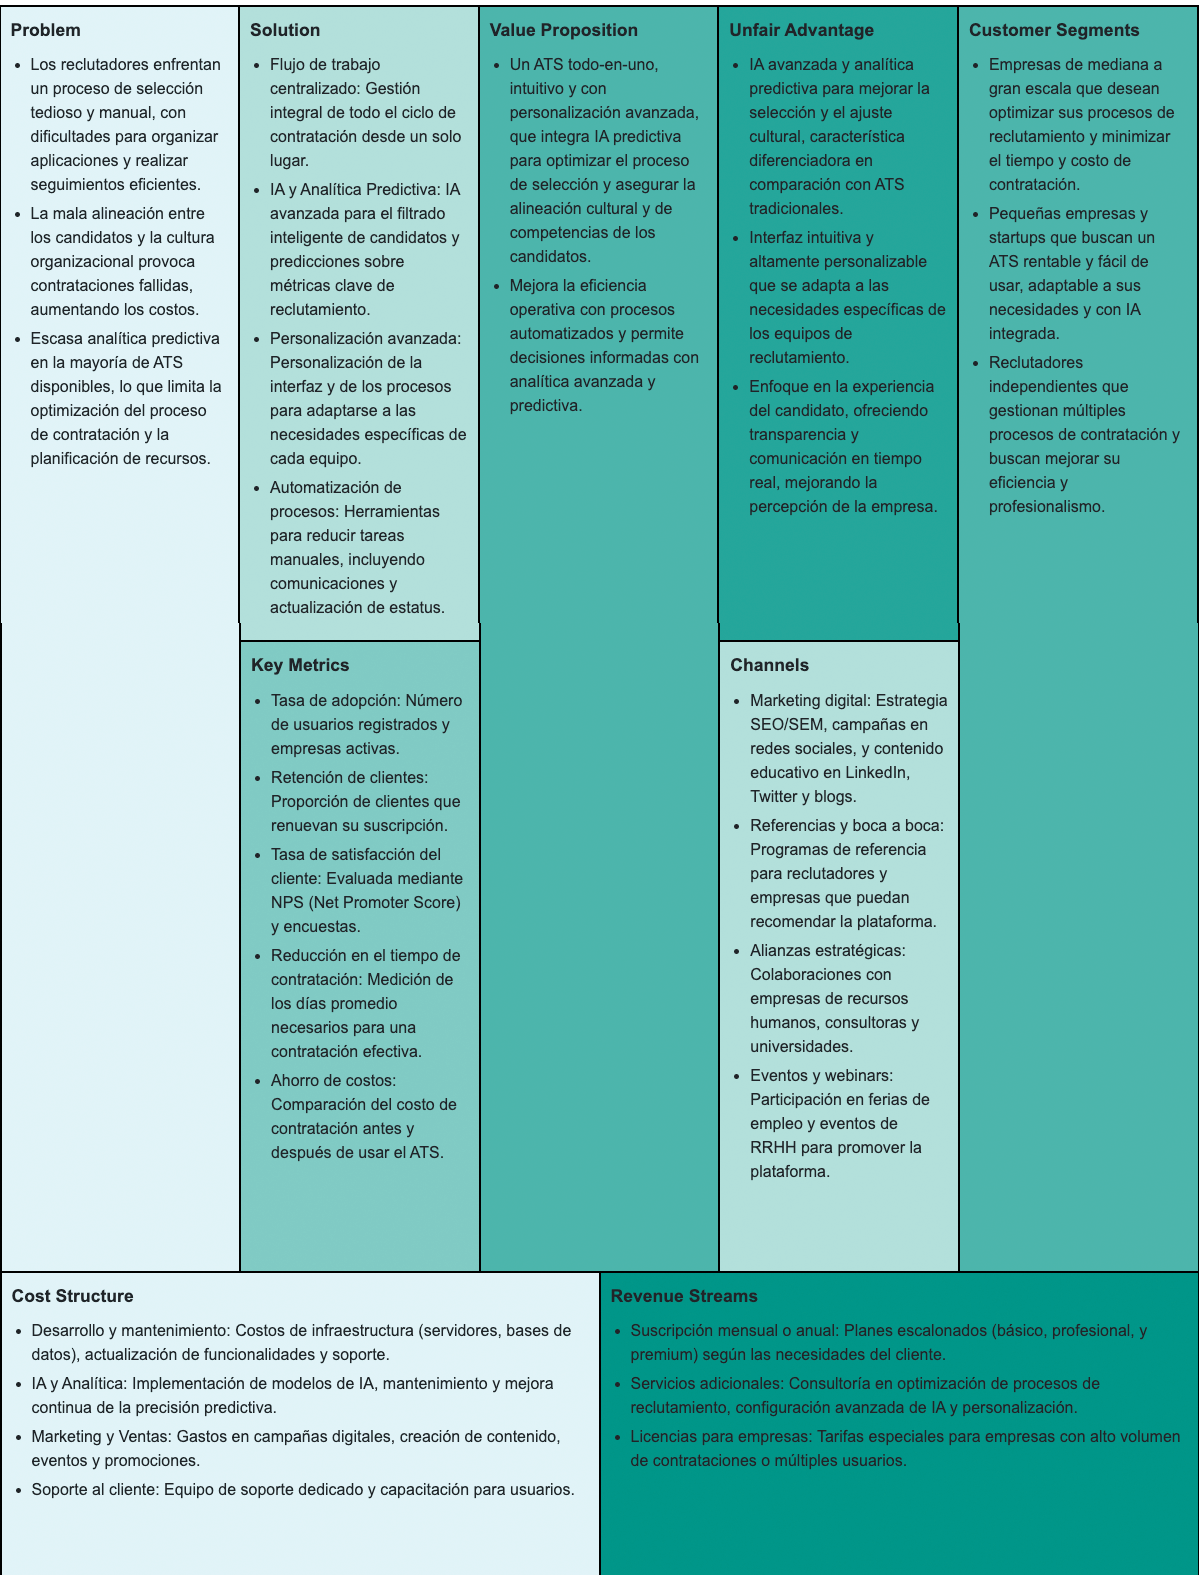 Problem
Los reclutadores enfrentan
un proceso de selección
tedioso y manual, con
dificultades para organizar
aplicaciones y realizar
seguimientos eficientes.
La mala alineación entre
los candidatos y la cultura
organizacional provoca
contrataciones fallidas,
aumentando los costos.
Escasa analítica predictiva
en la mayoría de ATS
disponibles, lo que limita la
optimización del proceso
de contratación y la
planificación de recursos.
Solution
Flujo de trabajo
centralizado: Gestión
integral de todo el ciclo de
contratación desde un solo
lugar.
IA y Analítica Predictiva: IA
avanzada para el filtrado
inteligente de candidatos y
predicciones sobre
métricas clave de
reclutamiento.
Personalización avanzada:
Personalización de la
interfaz y de los procesos
para adaptarse a las
necesidades específicas de
cada equipo.
Automatización de
procesos: Herramientas
para reducir tareas
manuales, incluyendo
comunicaciones y
actualización de estatus.
Key Metrics
Tasa de adopción: Número
de usuarios registrados y
empresas activas.
Retención de clientes:
Proporción de clientes que
renuevan su suscripción.
Tasa de satisfacción del
cliente: Evaluada mediante
NPS (Net Promoter Score)
y encuestas.
Reducción en el tiempo de
contratación: Medición de
los días promedio
necesarios para una
contratación efectiva.
Ahorro de costos:
Comparación del costo de
contratación antes y
después de usar el ATS.
Value Proposition
Un ATS todo-en-uno,
intuitivo y con
personalización avanzada,
que integra IA predictiva
para optimizar el proceso
de selección y asegurar la
alineación cultural y de
competencias de los
candidatos.
Mejora la eficiencia
operativa con procesos
automatizados y permite
decisiones informadas con
analítica avanzada y
predictiva.
Unfair Advantage
IA avanzada y analítica
predictiva para mejorar la
selección y el ajuste
cultural, característica
diferenciadora en
comparación con ATS
tradicionales.
Interfaz intuitiva y
altamente personalizable
que se adapta a las
necesidades específicas de
los equipos de
reclutamiento.
Enfoque en la experiencia
del candidato, ofreciendo
transparencia y
comunicación en tiempo
real, mejorando la
percepción de la empresa.
Channels
Marketing digital: Estrategia
SEO/SEM, campañas en
redes sociales, y contenido
educativo en LinkedIn,
Twitter y blogs.
Referencias y boca a boca:
Programas de referencia
para reclutadores y
empresas que puedan
recomendar la plataforma.
Alianzas estratégicas:
Colaboraciones con
empresas de recursos
humanos, consultoras y
universidades.
Eventos y webinars:
Participación en ferias de
empleo y eventos de
RRHH para promover la
plataforma.
Customer Segments
Empresas de mediana a
gran escala que desean
optimizar sus procesos de
reclutamiento y minimizar
el tiempo y costo de
contratación.
Pequeñas empresas y
startups que buscan un
ATS rentable y fácil de
usar, adaptable a sus
necesidades y con IA
integrada.
Reclutadores
independientes que
gestionan múltiples
procesos de contratación y
buscan mejorar su
eficiencia y
profesionalismo.
Cost Structure
Desarrollo y mantenimiento: Costos de infraestructura (servidores, bases de
datos), actualización de funcionalidades y soporte.
IA y Analítica: Implementación de modelos de IA, mantenimiento y mejora
continua de la precisión predictiva.
Marketing y Ventas: Gastos en campañas digitales, creación de contenido,
eventos y promociones.
Soporte al cliente: Equipo de soporte dedicado y capacitación para usuarios.
Revenue Streams
Suscripción mensual o anual: Planes escalonados (básico, profesional, y
premium) según las necesidades del cliente.
Servicios adicionales: Consultoría en optimización de procesos de
reclutamiento, configuración avanzada de IA y personalización.
Licencias para empresas: Tarifas especiales para empresas con alto volumen
de contrataciones o múltiples usuarios.